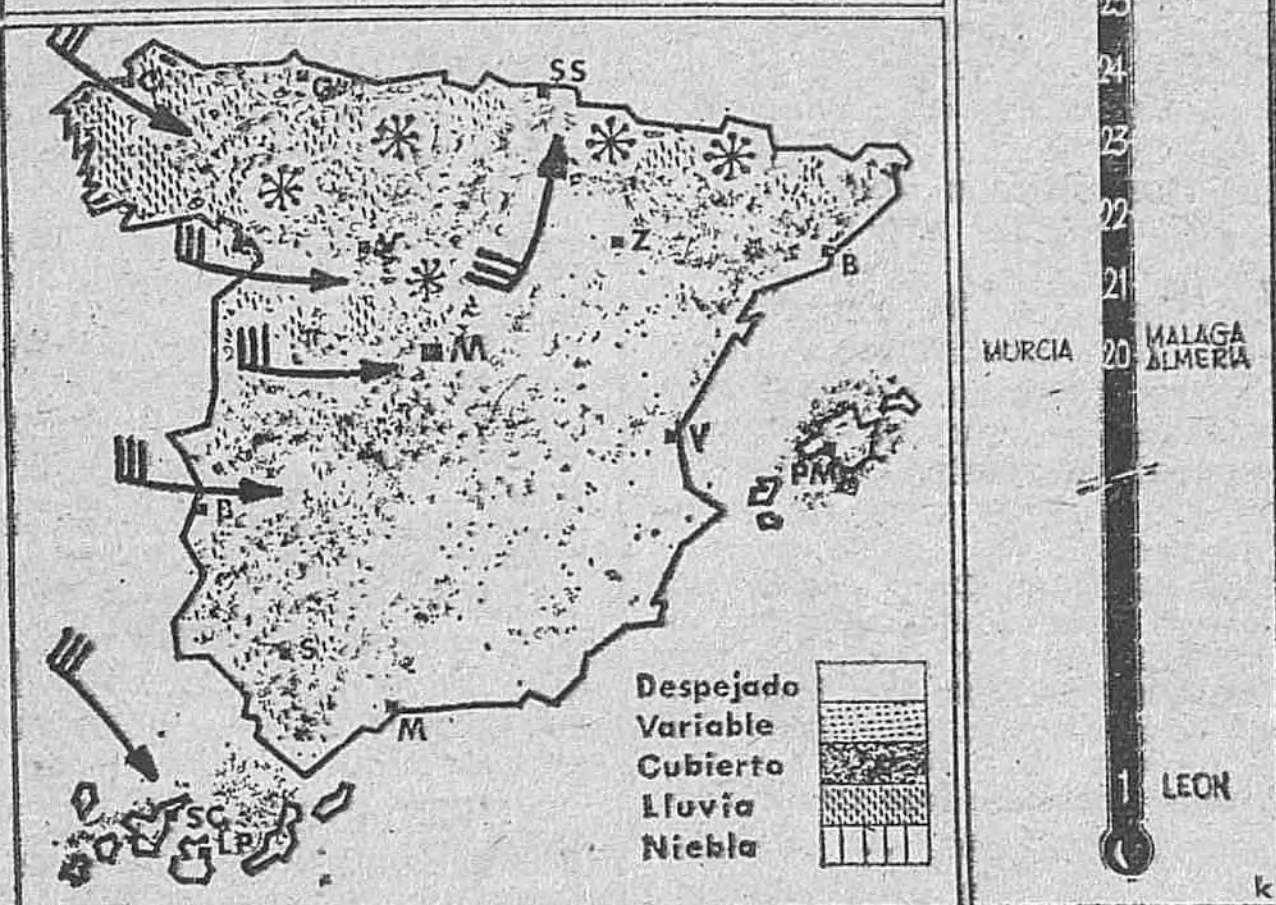 SS
C
G
V
Z
B
M
V
PM
B
S
M
SC
LP
Despejado
Variable
Cubierto
Lluvia
Niebla
25
24
23
22
21
MURCIA 20 MALAGA
ALMERIA
1 LEON
k